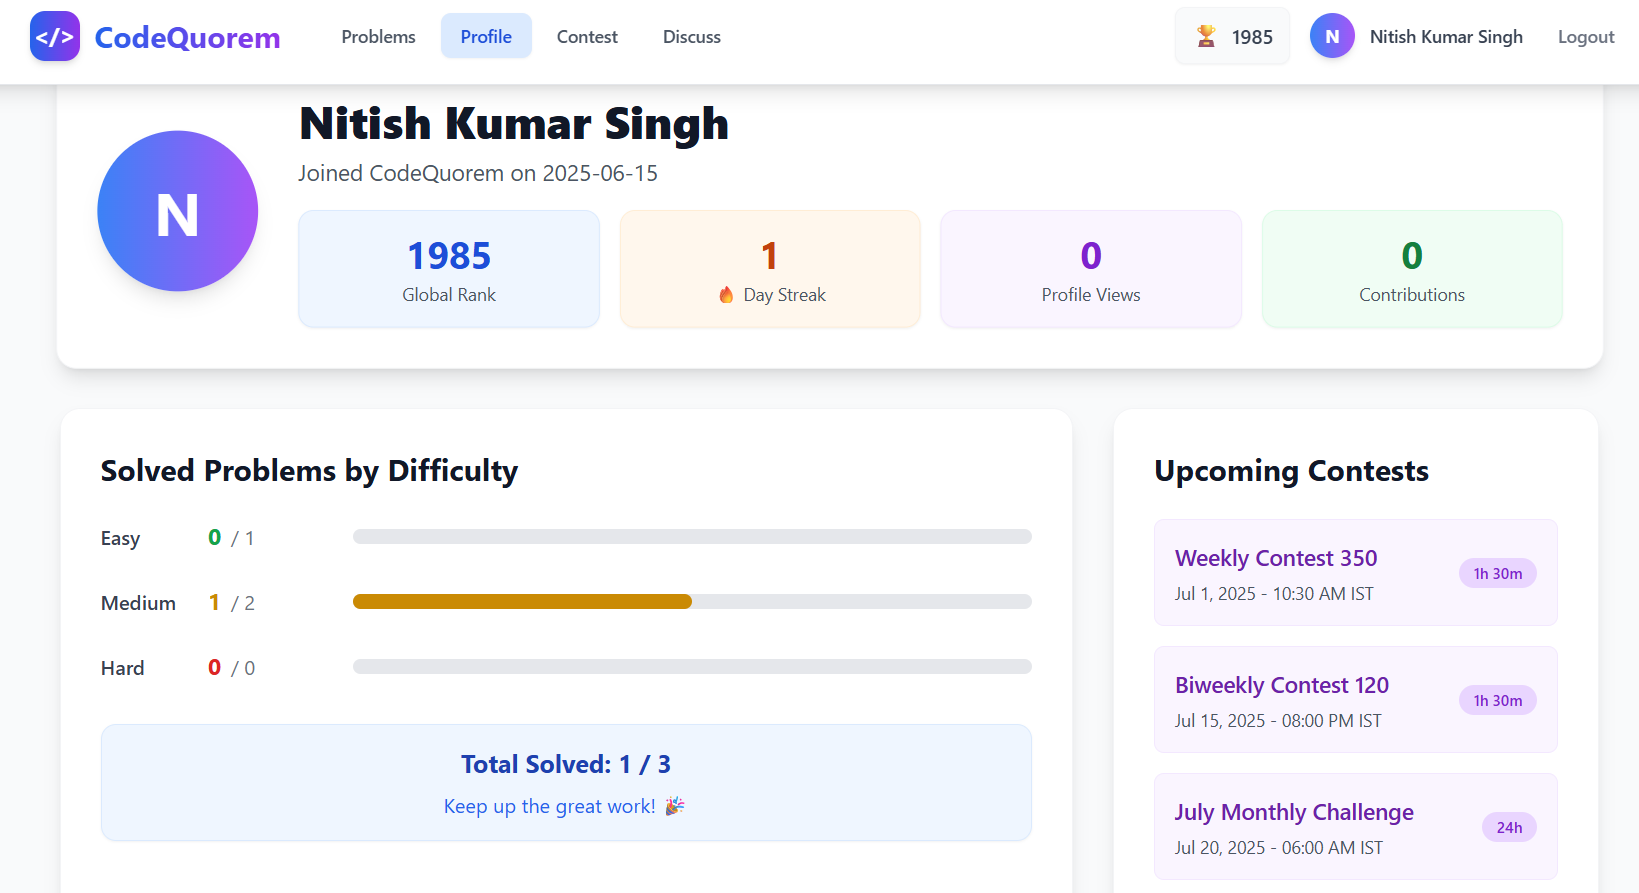 </> CodeQuorem Problems Profile Contest Discuss 🏆 1985 N Nitish Kumar Singh Logout
N
Nitish Kumar Singh
Joined CodeQuorem on 2025-06-15
1985
Global Rank
1
🔥 Day Streak
0
Profile Views
0
Contributions
Solved Problems by Difficulty
Easy 0 / 1
Medium 1 / 2
Hard 0 / 0
Total Solved: 1 / 3
Keep up the great work! 🎉
Upcoming Contests
Weekly Contest 350
Jul 1, 2025 - 10:30 AM IST
1h 30m
Biweekly Contest 120
Jul 15, 2025 - 08:00 PM IST
1h 30m
July Monthly Challenge
Jul 20, 2025 - 06:00 AM IST
24h